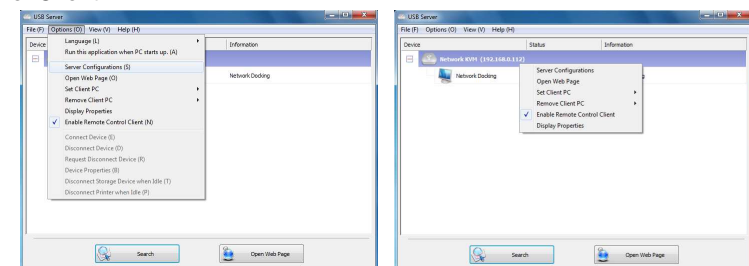 USB Server
File (F) Options (O) View (V) Help (H)
Device Information
Language (L)
Run this application when PC starts up. (A)
Server Configurations (S)
Open Web Page (O)
Set Client PC
Remove Client PC
Display Properties
Enable Remote Control Client (N)
Connect Device (E)
Disconnect Device (D)
Request Disconnect Device (R)
Device Properties (B)
Disconnect Storage Device when Idle (T)
Disconnect Printer when Idle (P)
Network Docking
Search Open Web Page
USB Server
File (F) Options (O) View (V) Help (H)
Device Status Information
Network KVM (192.168.0.112)
Network Docking
Server Configurations
Open Web Page
Set Client PC
Remove Client PC
Enable Remote Control Client
Display Properties
Search Open Web Page